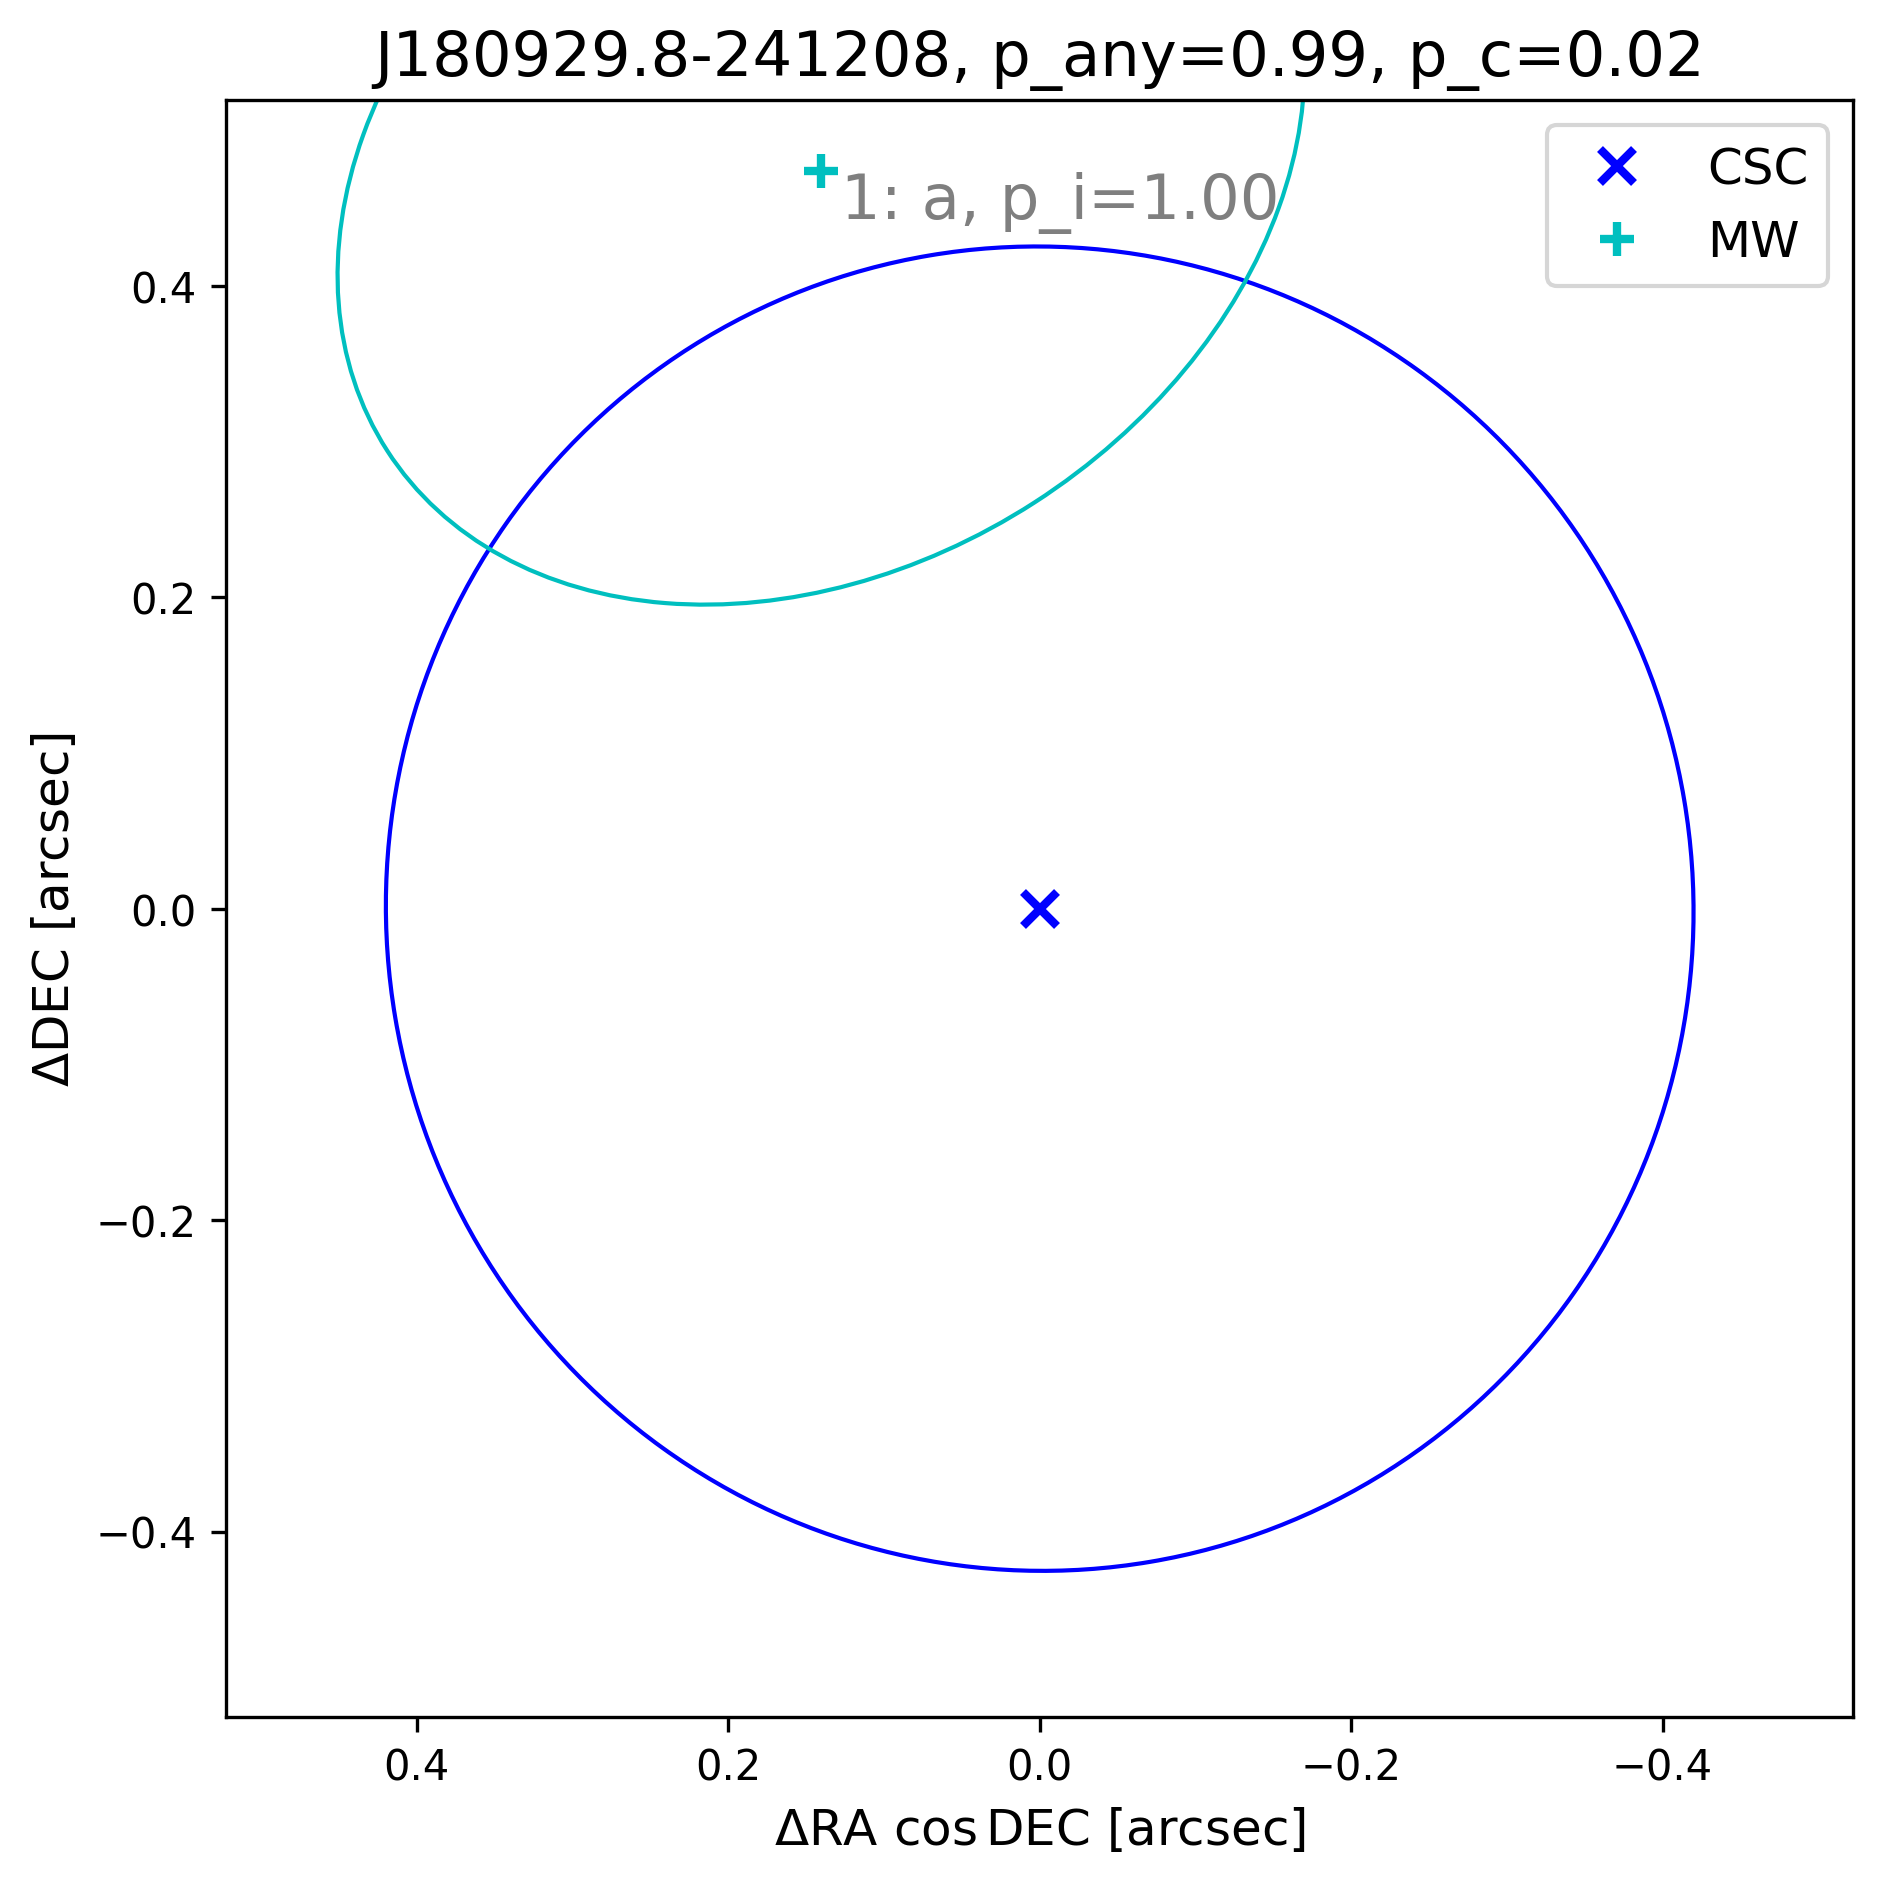 J180929.8-241208, p_any=0.99, p_c=0.02
CSC
MW
1: a, p_i=1.00
0.4
0.2
0.0
−0.2
−0.4
ΔDEC [arcsec]
0.4 0.2 0.0 −0.2 −0.4
ΔRA cos DEC [arcsec]